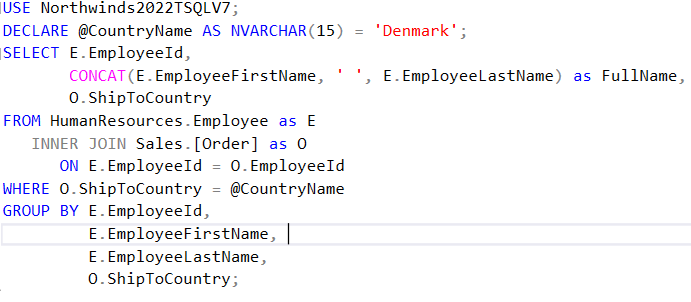 USE Northwinds2022TSQLV7;
DECLARE @CountryName AS NVARCHAR(15) = 'Denmark';
SELECT E.EmployeeId,
       CONCAT(E.EmployeeFirstName, ' ', E.EmployeeLastName) as FullName,
       O.ShipToCountry
FROM HumanResources.Employee as E
   INNER JOIN Sales.[Order] as O
      ON E.EmployeeId = O.EmployeeId
WHERE O.ShipToCountry = @CountryName
GROUP BY E.EmployeeId,
         E.EmployeeFirstName,
         E.EmployeeLastName,
         O.ShipToCountry;